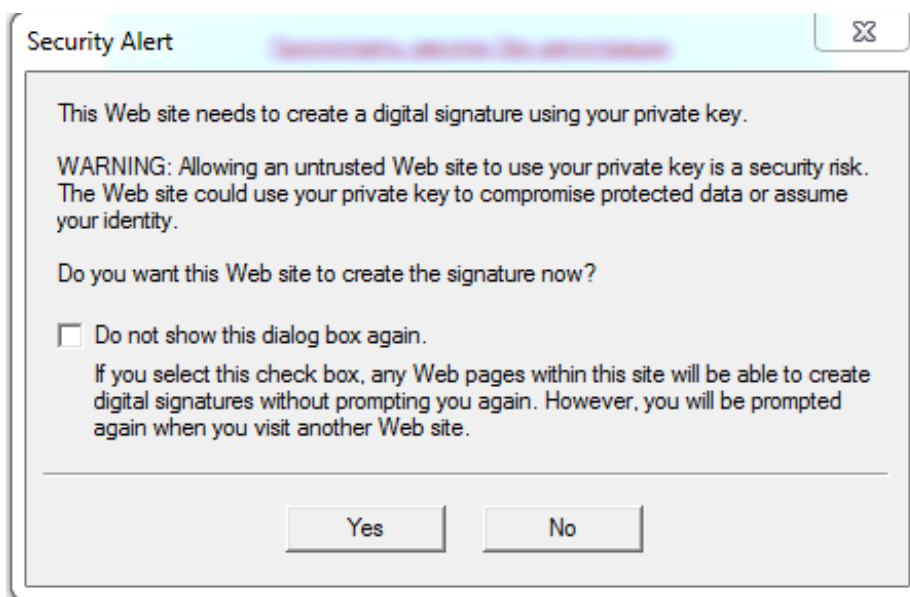 Security Alert
This Web site needs to create a digital signature using your private key.
WARNING: Allowing an untrusted Web site to use your private key is a security risk.
The Web site could use your private key to compromise protected data or assume
your identity.
Do you want this Web site to create the signature now?
Do not show this dialog box again.
If you select this check box, any Web pages within this site will be able to create
digital signatures without prompting you again. However, you will be prompted
again when you visit another Web site.
Yes
No